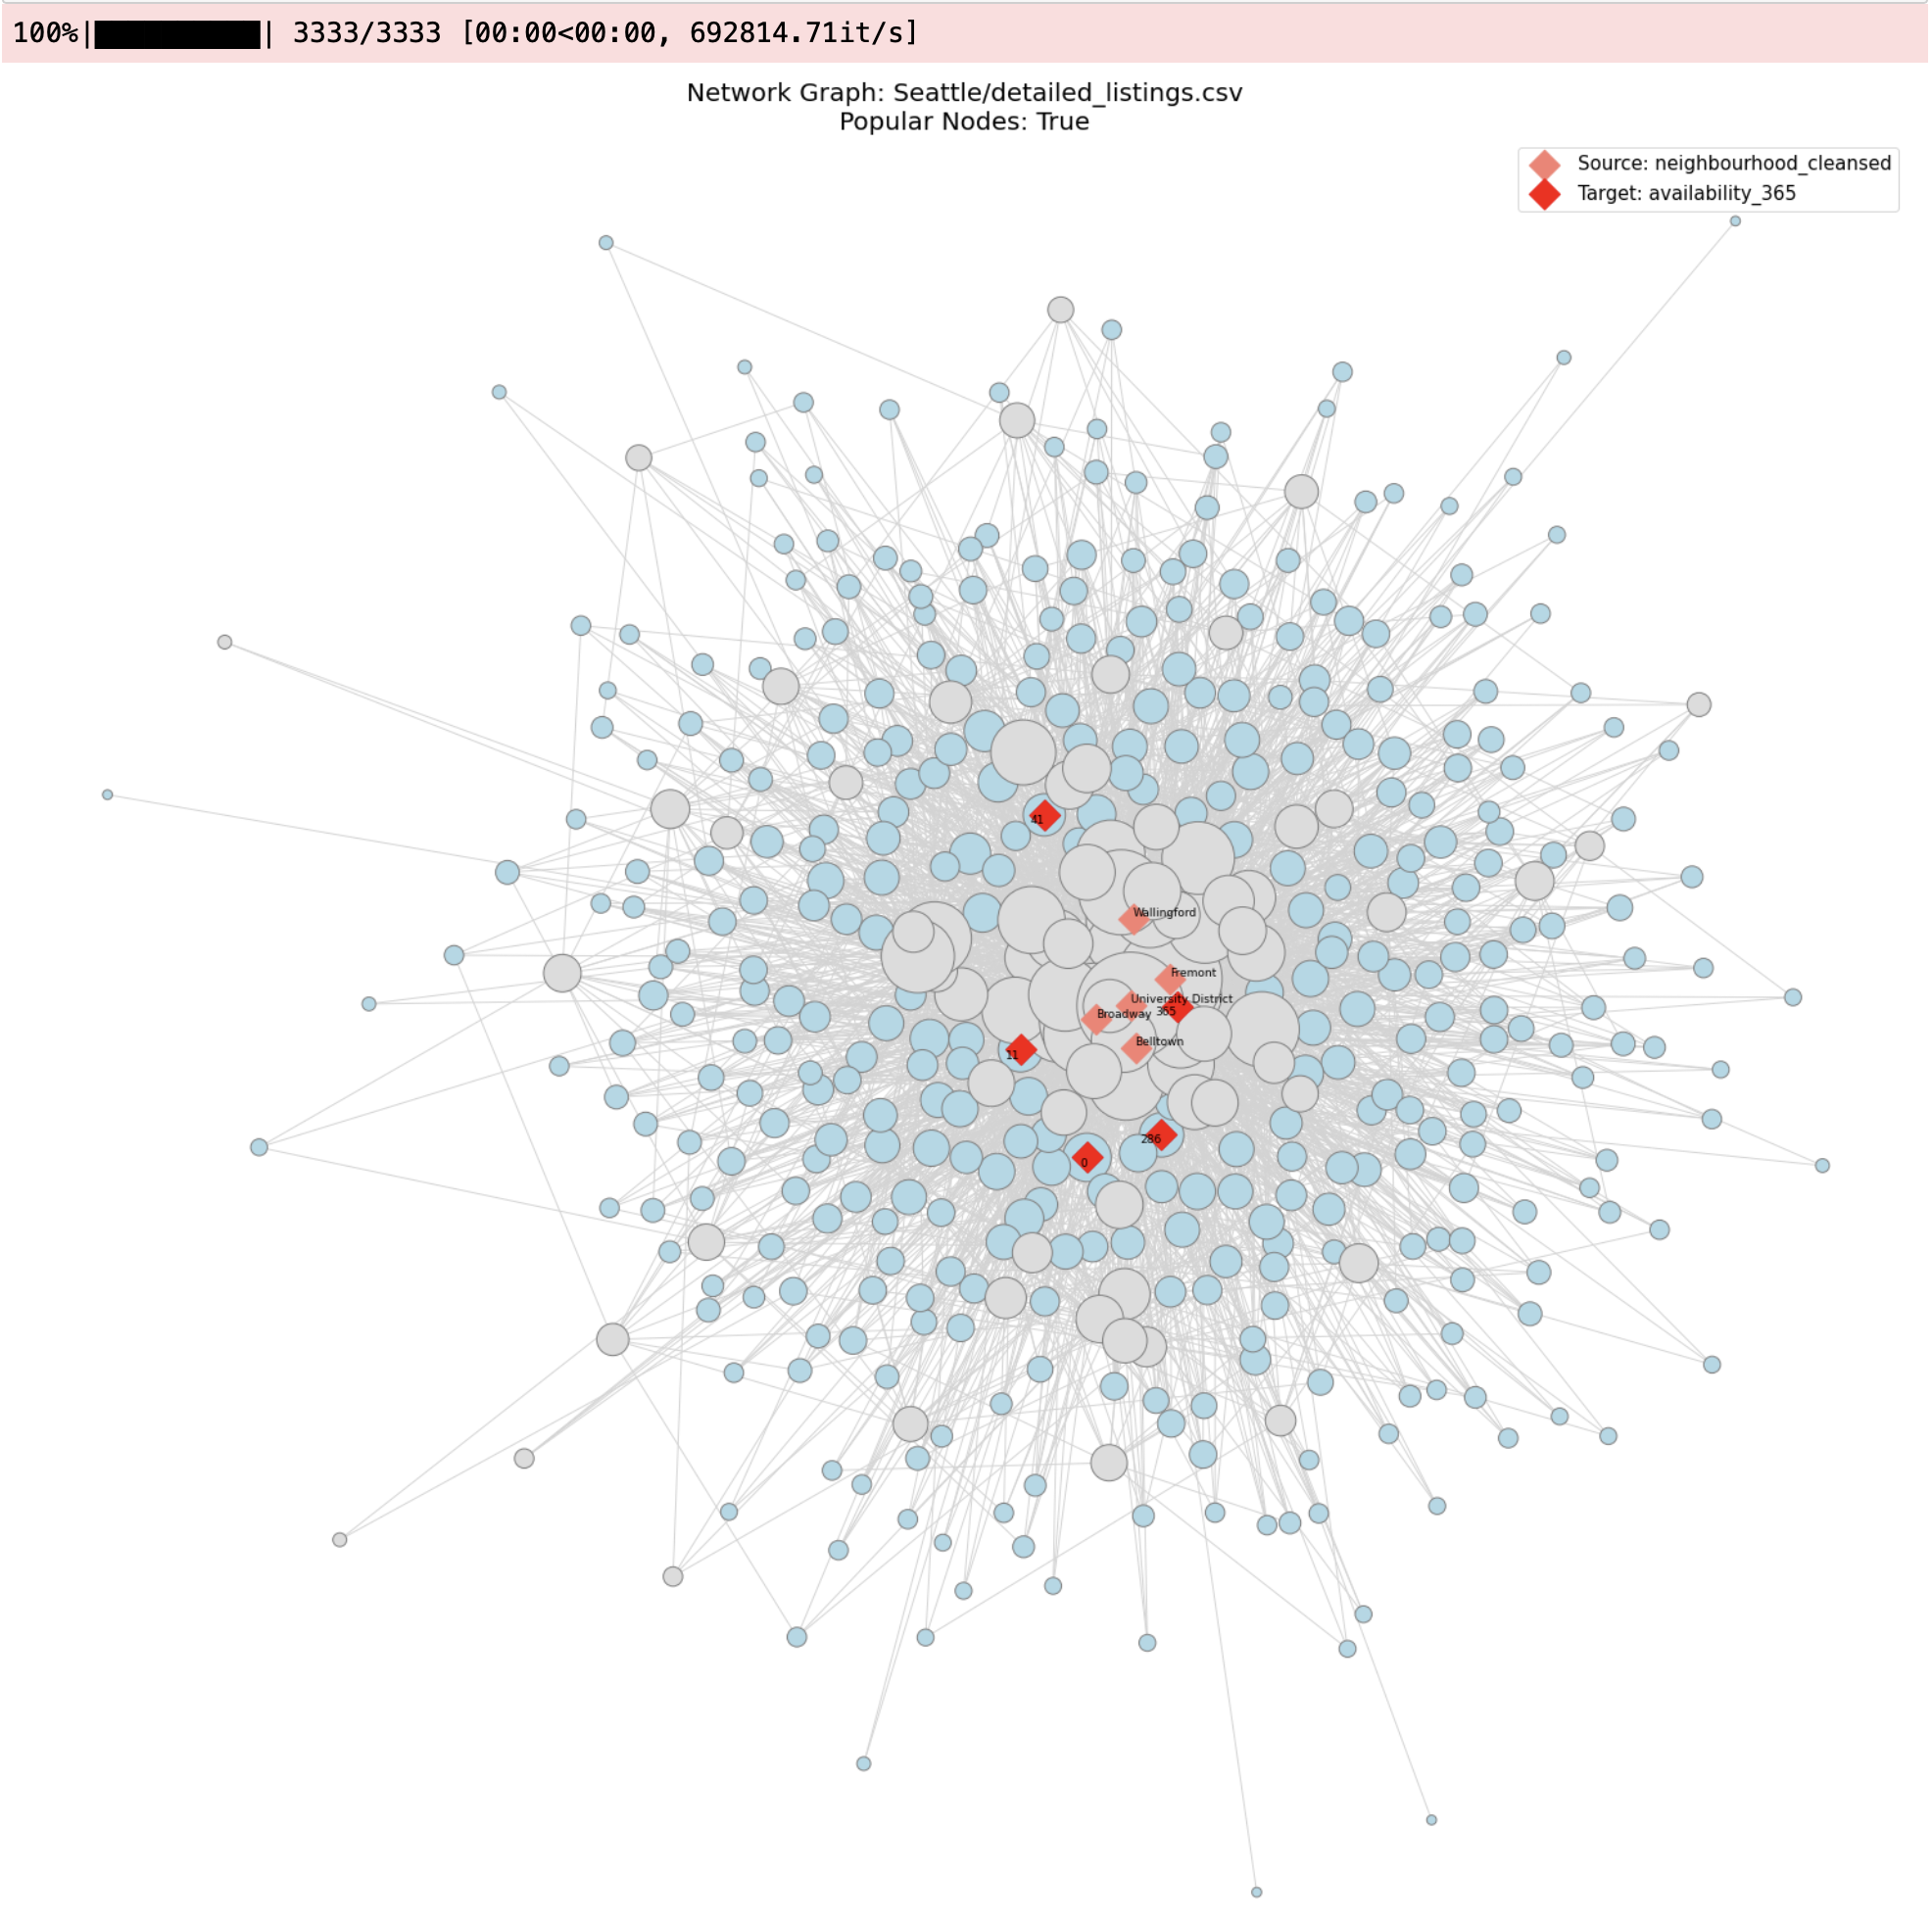 100%|██████████| 3333/3333 [00:00<00:00, 692814.71it/s]
Network Graph: Seattle/detailed_listings.csv
Popular Nodes: True
Source: neighbourhood_cleansed
Target: availability_365
41
Wallingford
Fremont
University District
Broadway
365
Belltown
11
286
0